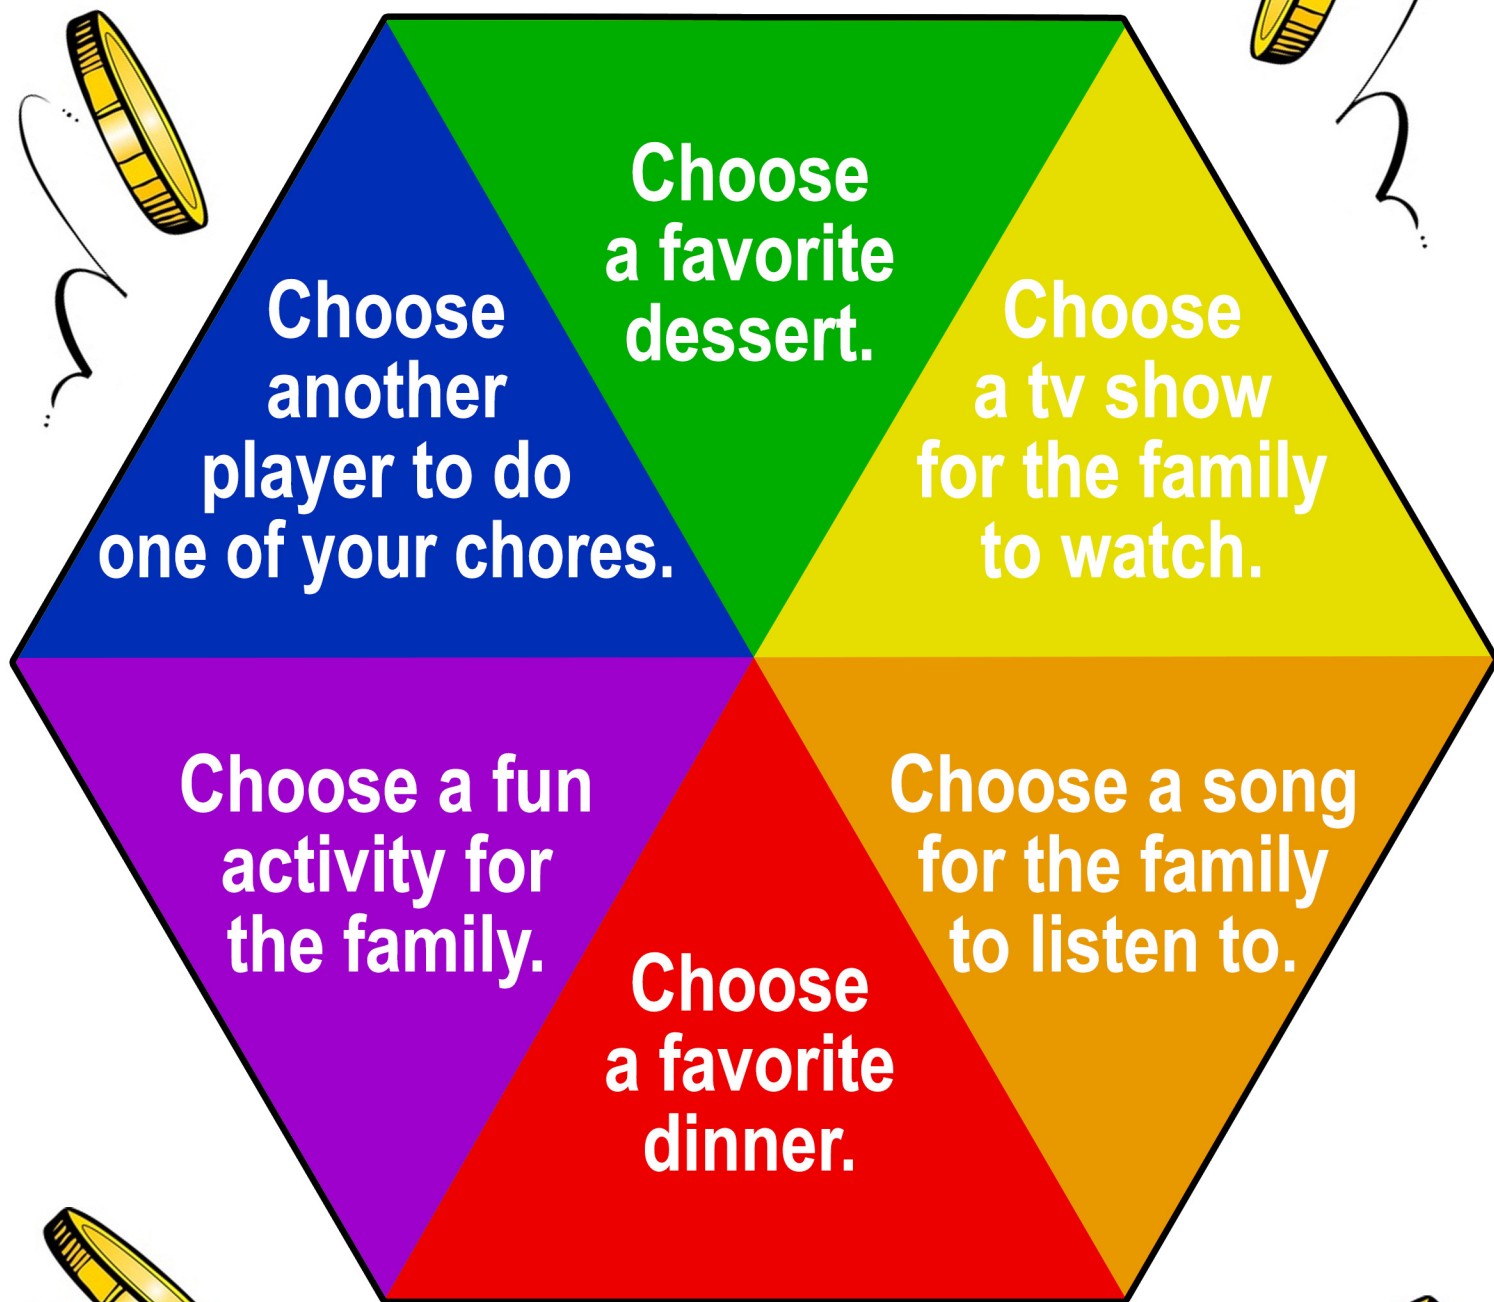 Choose
a favorite
dessert.
Choose
another
player to do
one of your chores.
Choose
a tv show
for the family
to watch.
Choose a fun
activity for
the family.
Choose a song
for the family
to listen to.
Choose
a favorite
dinner.